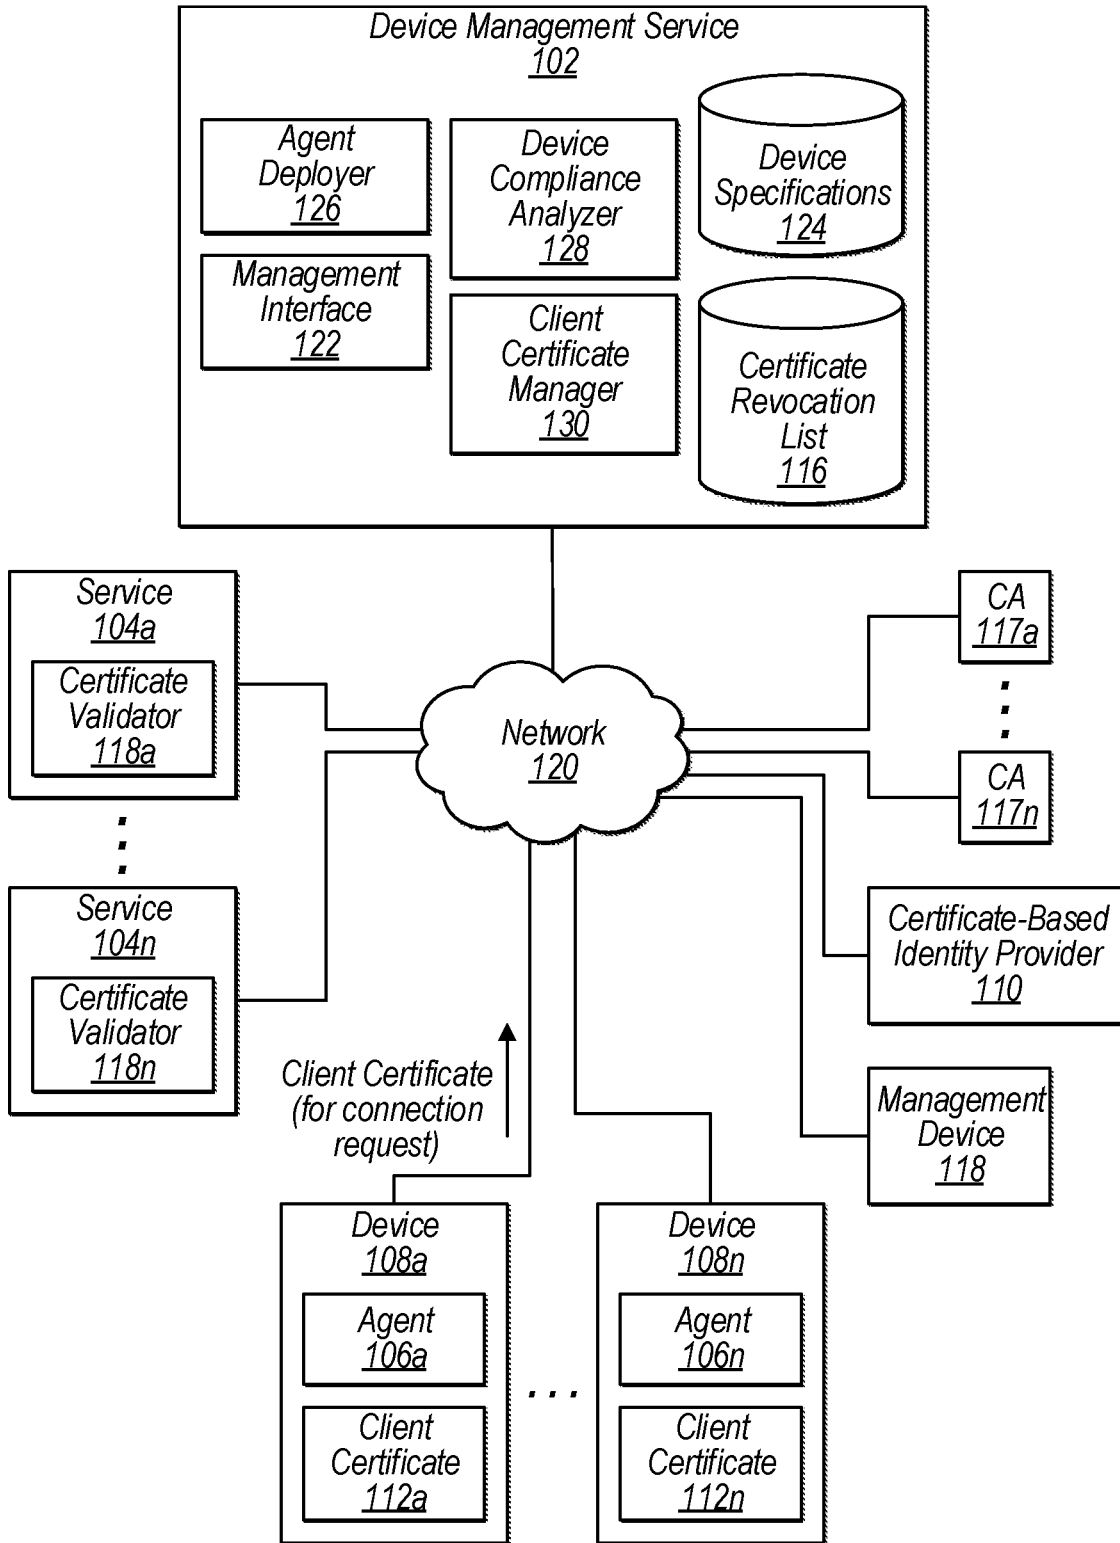 Device Management Service
102
Agent
Deployer
126
Device
Compliance
Analyzer
128
Device
Specifications
124
Management
Interface
122
Client
Certificate
Manager
130
Certificate
Revocation
List
116
Service
104a
Certificate
Validator
118a
Service
104n
Certificate
Validator
118n
Network
120
CA
117a
CA
117n
Certificate-Based
Identity Provider
110
Management
Device
118
Client Certificate
(for connection
request)
Device
108a
Agent
106a
Client
Certificate
112a
Device
108n
Agent
106n
Client
Certificate
112n